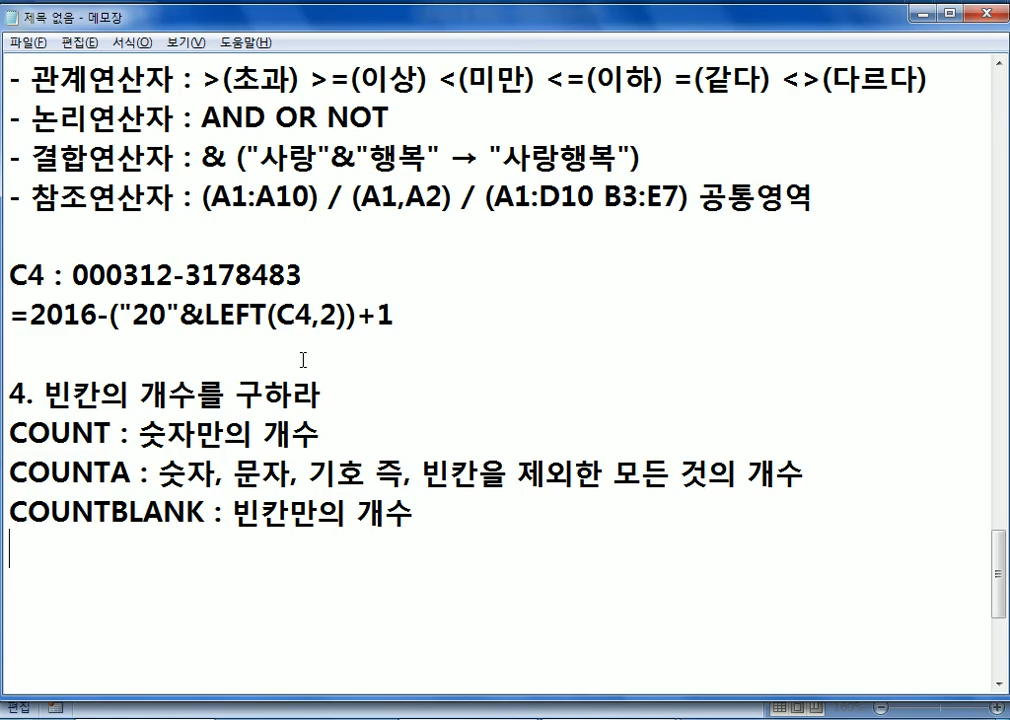 제목 없음 - 메모장
파일(F) 편집(E) 서식(O) 보기(V) 도움말(H)
- 관계연산자 : >(초과) >=(이상) <(미만) <=(이하) =(같다) <>(다르다)
- 논리연산자 : AND OR NOT
- 결합연산자 : & ("사랑"&"행복" → "사랑행복")
- 참조연산자 : (A1:A10) / (A1,A2) / (A1:D10 B3:E7) 공통영역
C4 : 000312-3178483
=2016-("20"&LEFT(C4,2))+1
4. 빈칸의 개수를 구하라
COUNT : 숫자만의 개수
COUNTA : 숫자, 문자, 기호 즉, 빈칸을 제외한 모든 것의 개수
COUNTBLANK : 빈칸만의 개수
편집